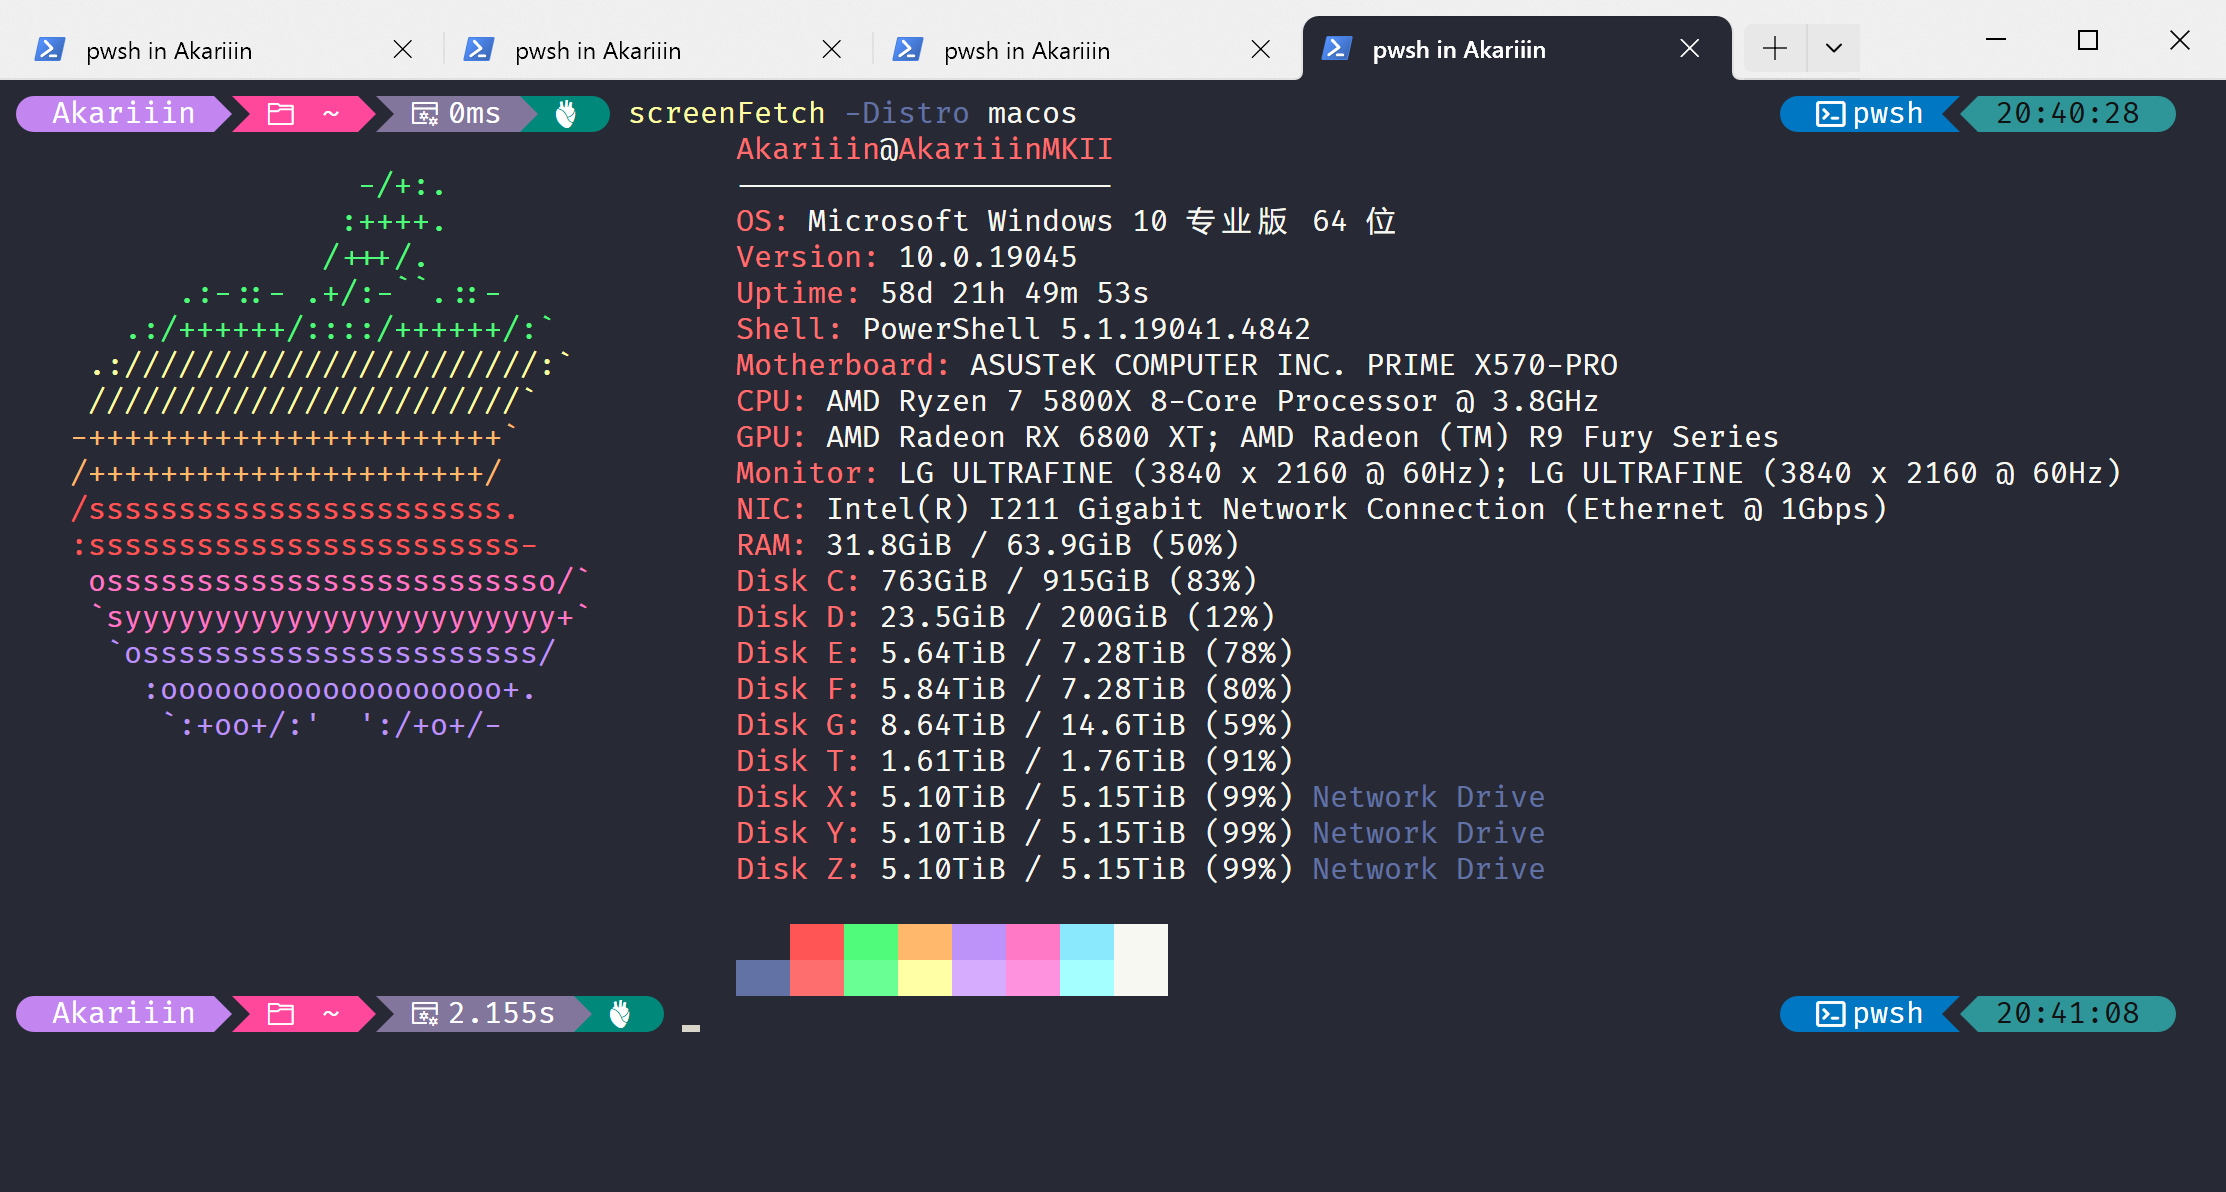 pwsh in Akariiin
pwsh in Akariiin
pwsh in Akariiin
pwsh in Akariiin
Akariiin ~ 0ms screenFetch -Distro macos pwsh 20:40:28
Akariiin@AkariiinMKII
-/+:.
:++++.
/+++/.
.:-::- .+/:-``.::-
.:/++++++/::::/++++++/:`
.:///////////////////////:`
////////////////////////`
-+++++++++++++++++++++++`
/++++++++++++++++++++++/
/sssssssssssssssssssssss.
:ssssssssssssssssssssssss-
osssssssssssssssssssssssso/`
`syyyyyyyyyyyyyyyyyyyyyyyy+`
`ossssssssssssssssssssss/
:ooooooooooooooooooo+.
`:+oo+/:' ':/+o+/-
OS: Microsoft Windows 10 专业版 64 位
Version: 10.0.19045
Uptime: 58d 21h 49m 53s
Shell: PowerShell 5.1.19041.4842
Motherboard: ASUSTeK COMPUTER INC. PRIME X570-PRO
CPU: AMD Ryzen 7 5800X 8-Core Processor @ 3.8GHz
GPU: AMD Radeon RX 6800 XT; AMD Radeon (TM) R9 Fury Series
Monitor: LG ULTRAFINE (3840 x 2160 @ 60Hz); LG ULTRAFINE (3840 x 2160 @ 60Hz)
NIC: Intel(R) I211 Gigabit Network Connection (Ethernet @ 1Gbps)
RAM: 31.8GiB / 63.9GiB (50%)
Disk C: 763GiB / 915GiB (83%)
Disk D: 23.5GiB / 200GiB (12%)
Disk E: 5.64TiB / 7.28TiB (78%)
Disk F: 5.84TiB / 7.28TiB (80%)
Disk G: 8.64TiB / 14.6TiB (59%)
Disk T: 1.61TiB / 1.76TiB (91%)
Disk X: 5.10TiB / 5.15TiB (99%) Network Drive
Disk Y: 5.10TiB / 5.15TiB (99%) Network Drive
Disk Z: 5.10TiB / 5.15TiB (99%) Network Drive
Akariiin ~ 2.155s pwsh 20:41:08